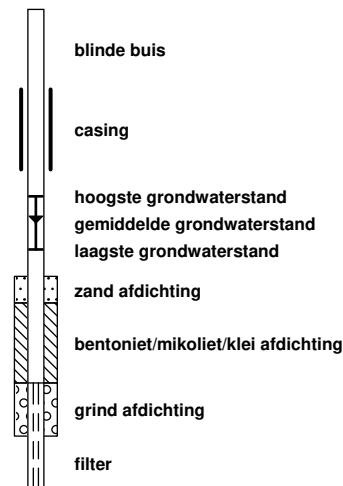 blinde buis
casing
hoogste grondwaterstand
gemiddelde grondwaterstand
laagste grondwaterstand
zand afdichting
bentoniet/mikoliet/klei afdichting
grind afdichting
filter